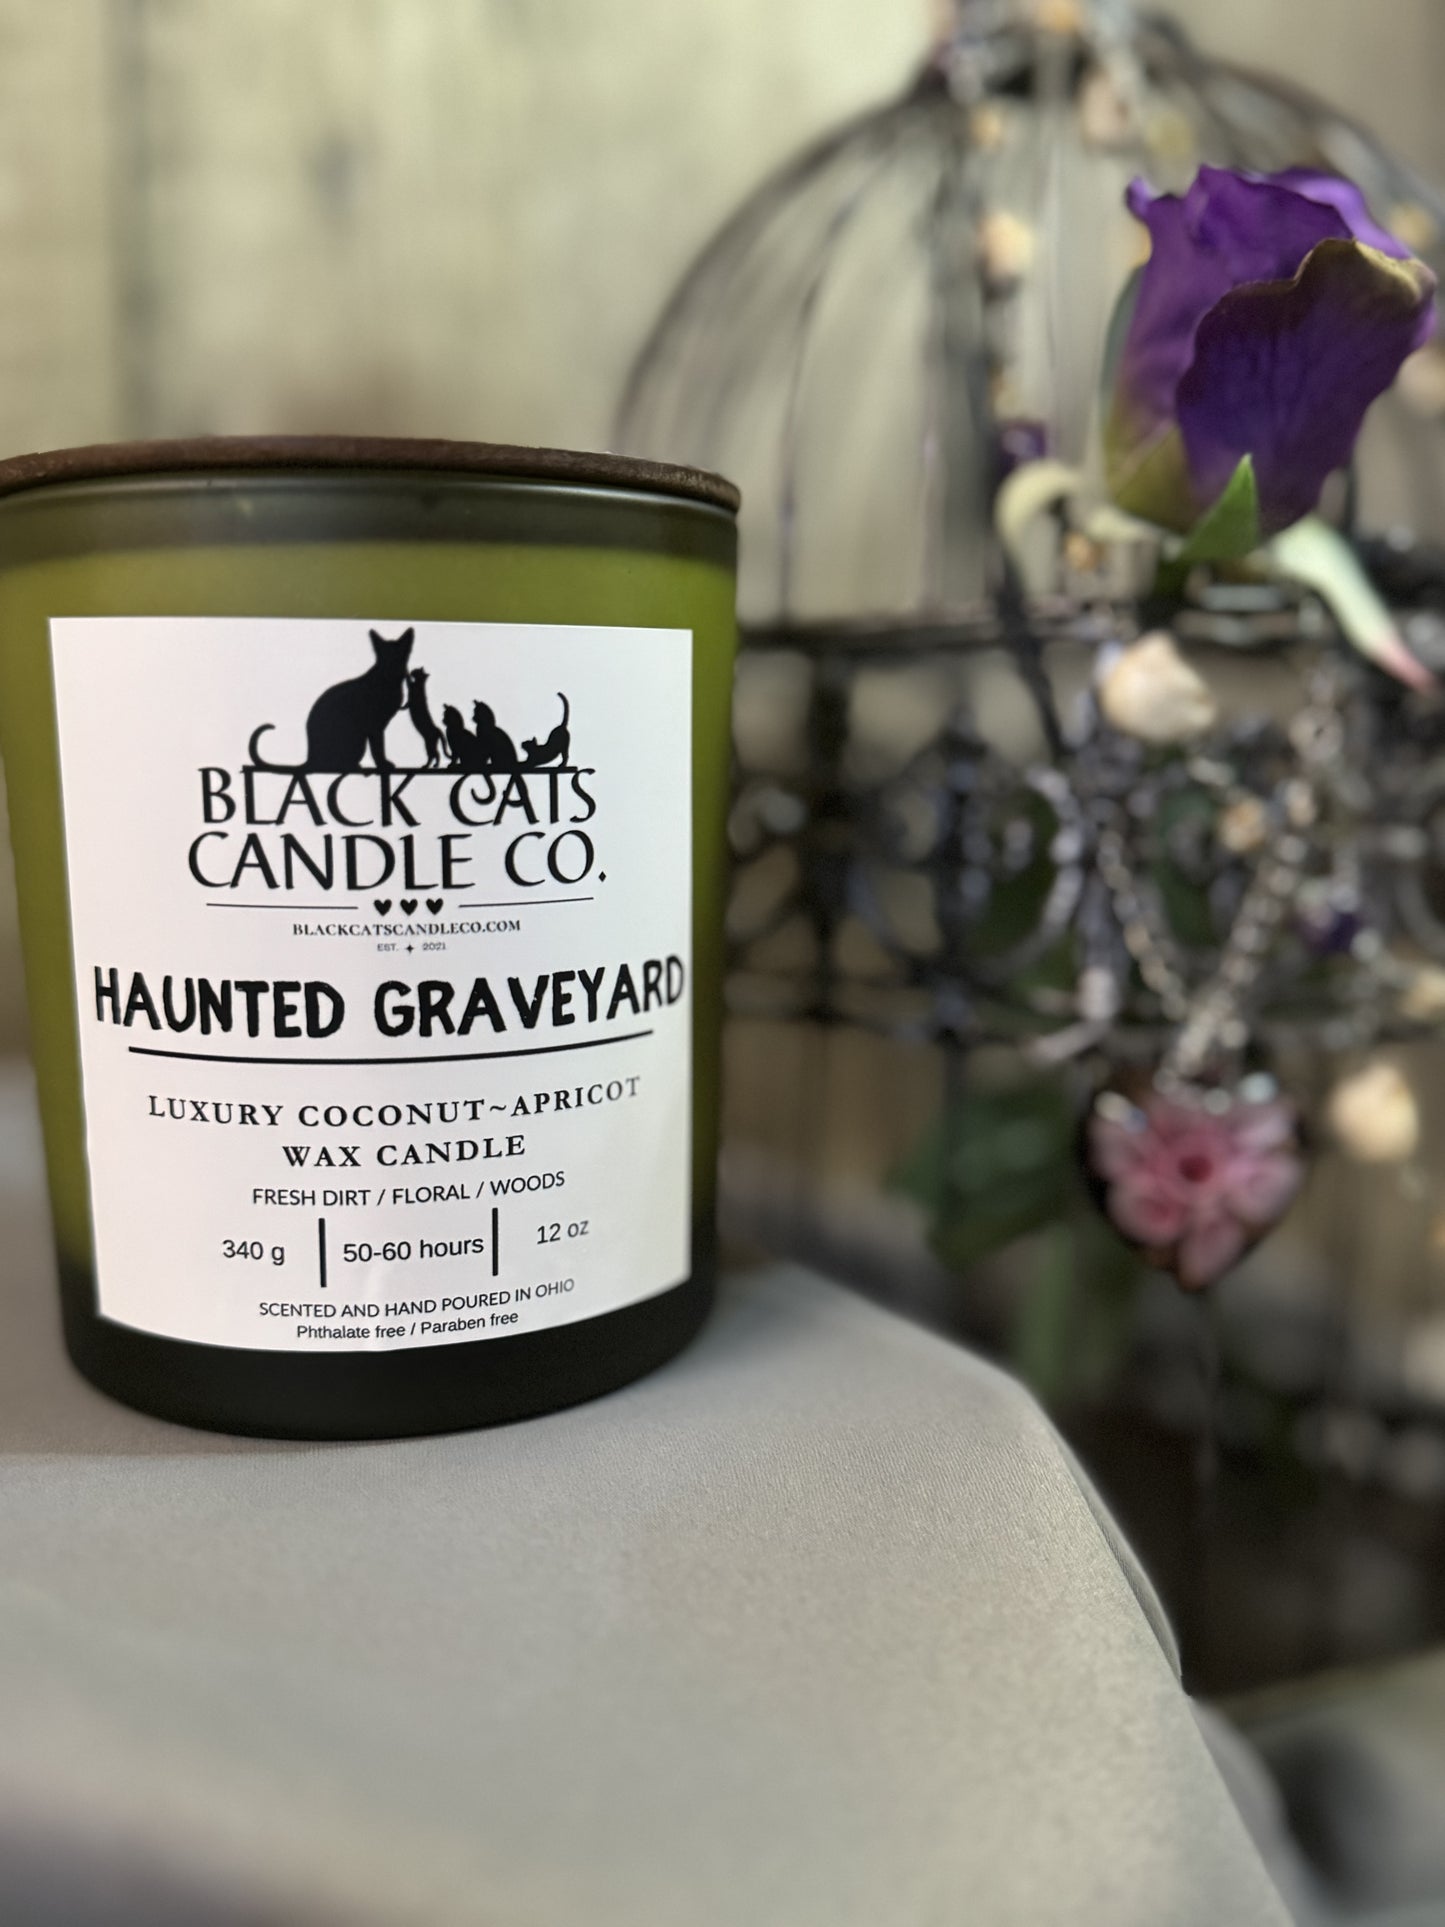 BLACK CATS
CANDLE CO.
BLACKCATSCANDLECO.COM
EST. 2021
HAUNTED GRAVEYARD
LUXURY COCONUT~APRICOT
WAX CANDLE
FRESH DIRT / FLORAL / WOODS
340 g | 50-60 hours | 12 oz
SCENTED AND HAND POURED IN OHIO
Phthalate free / Paraben free